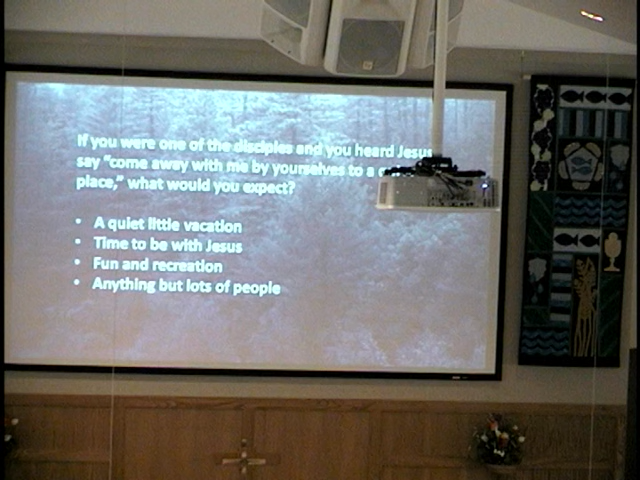 If you were one of the disciples and you heard Jesus
say "come away with me by yourselves to a
place," what would you expect?
• A quiet little vacation
• Time to be with Jesus
• Fun and recreation
• Anything but lots of people